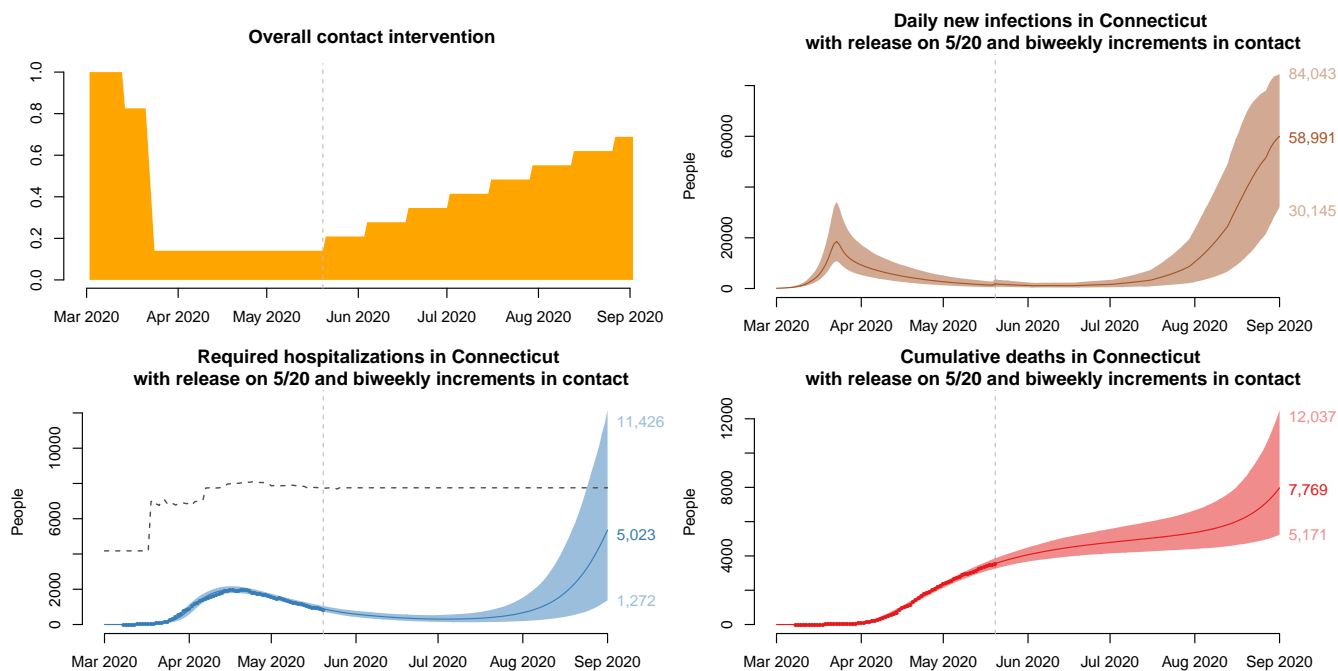 Overall contact intervention
1.0
0.8
0.6
0.4
0.2
0.0
Mar 2020 Apr 2020 May 2020 Jun 2020 Jul 2020 Aug 2020 Sep 2020
Daily new infections in Connecticut
with release on 5/20 and biweekly increments in contact
People
60000
20000
0
84,043
58,991
30,145
Mar 2020 Apr 2020 May 2020 Jun 2020 Jul 2020 Aug 2020 Sep 2020
Required hospitalizations in Connecticut
with release on 5/20 and biweekly increments in contact
People
10000
6000
2000
0
11,426
5,023
1,272
Mar 2020 Apr 2020 May 2020 Jun 2020 Jul 2020 Aug 2020 Sep 2020
Cumulative deaths in Connecticut
with release on 5/20 and biweekly increments in contact
People
12000
8000
4000
0
12,037
7,769
5,171
Mar 2020 Apr 2020 May 2020 Jun 2020 Jul 2020 Aug 2020 Sep 2020